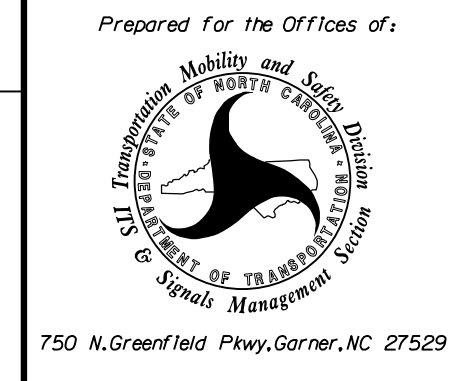 Prepared for the Offices of:
Transportation Mobility and Safety Division
STATE OF NORTH CAROLINA
DEPARTMENT OF TRANSPORTATION
ITS & Signals Management Section
750 N.Greenfield Pkwy,Garner,NC 27529